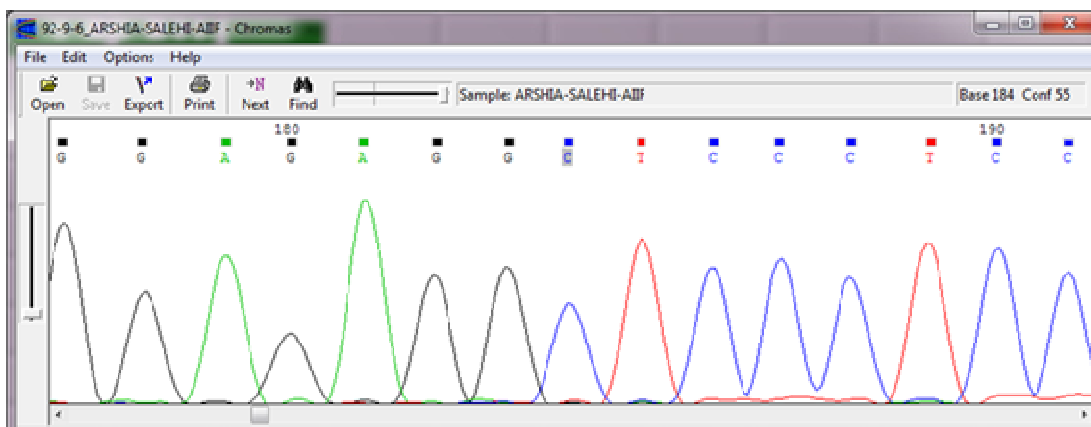 92-9-6_ARSHIA-SALEHI-AIIF - Chromas
File Edit Options Help
Open Save Export Print Next Find Sample: ARSHIA-SALEHI-AIIF Base 184 Conf 55
→N
180 190
G G A G A G G C T C C C T C C